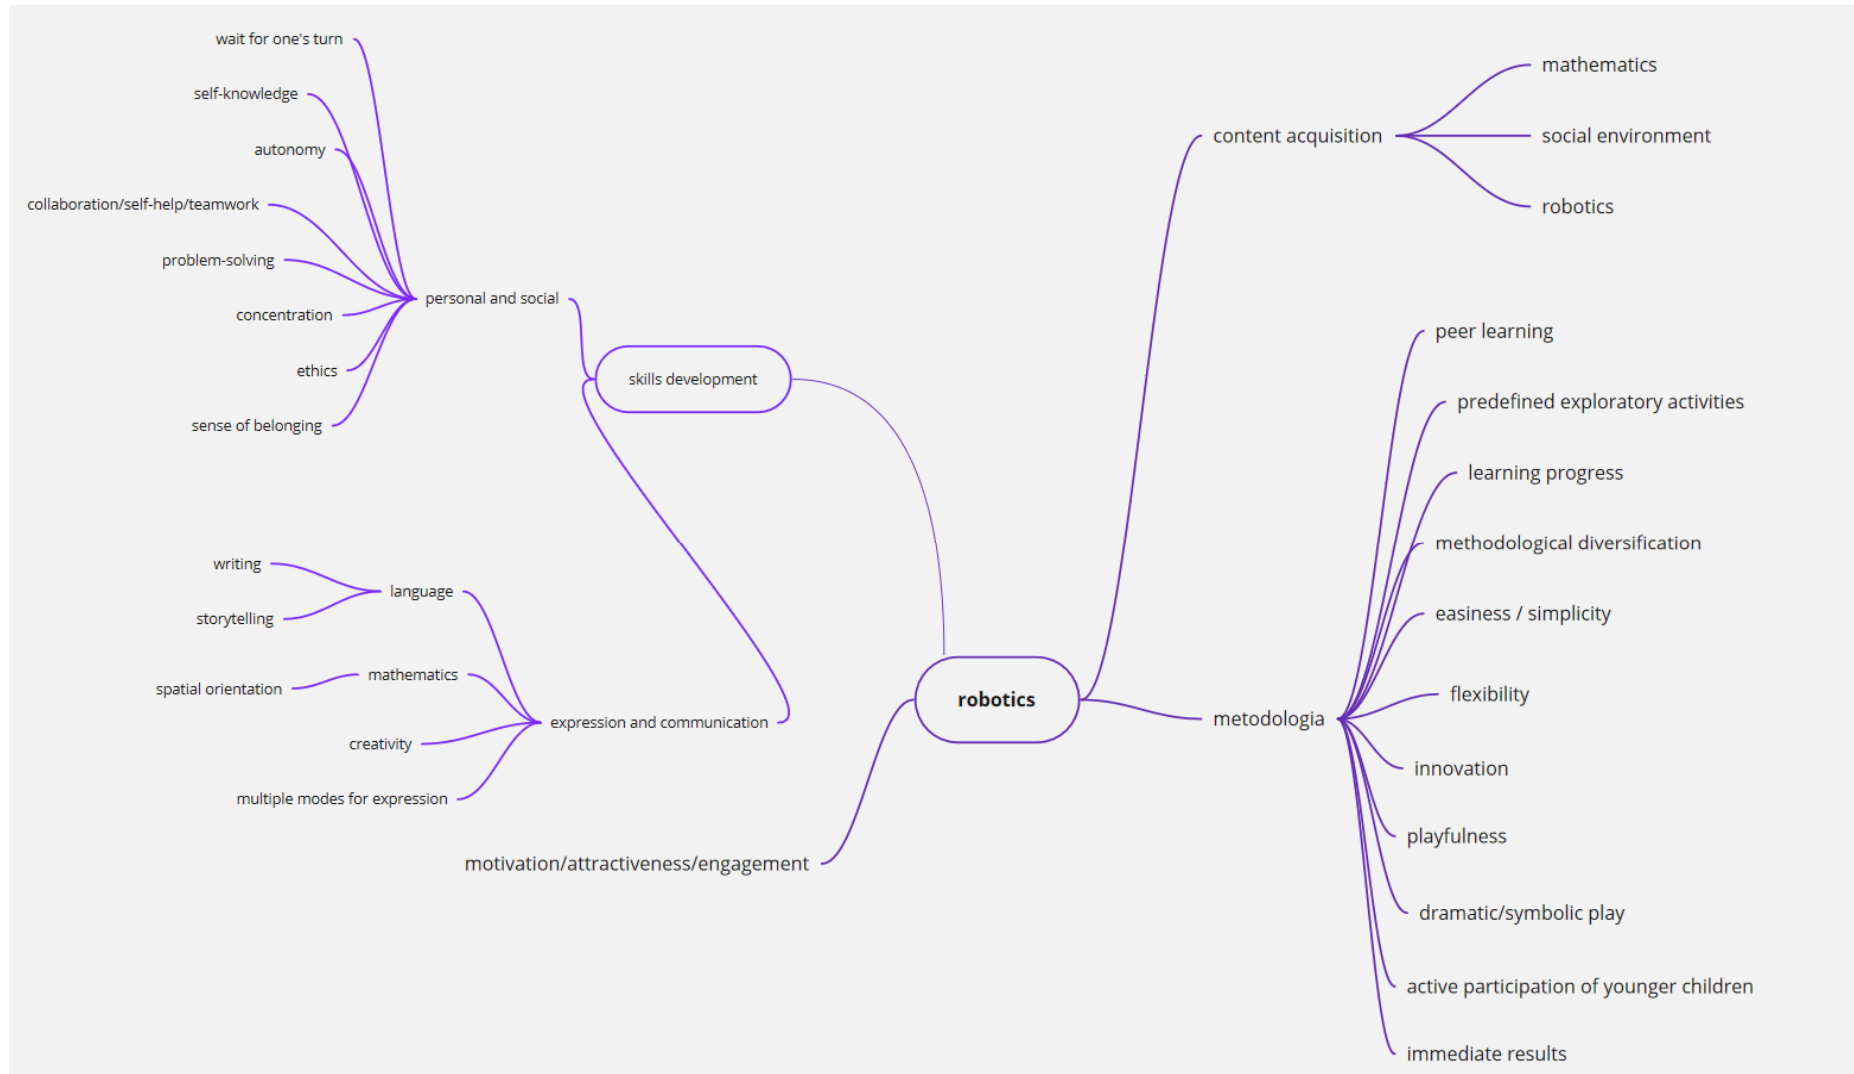 wait for one's turn
self-knowledge
autonomy
collaboration/self-help/teamwork
problem-solving
concentration
ethics
sense of belonging
personal and social
skills development
writing
storytelling
language
spatial orientation
mathematics
creativity
multiple modes for expression
expression and communication
motivation/attractiveness/engagement
robotics
content acquisition
mathematics
social environment
robotics
metodologia
peer learning
predefined exploratory activities
learning progress
methodological diversification
easiness / simplicity
flexibility
innovation
playfulness
dramatic/symbolic play
active participation of younger children
immediate results